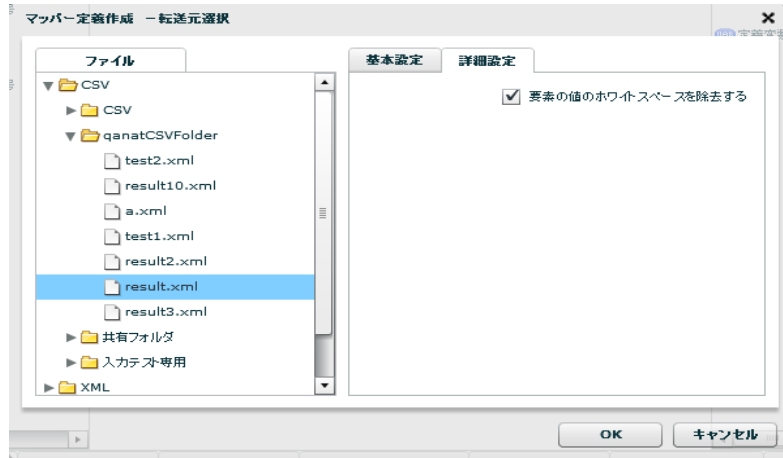 マッパー定義作成 －転送元選択
ファイル
基本設定
詳細設定
CSV
CSV
qanatCSVFolder
test2.xml
result10.xml
a.xml
test1.xml
result2.xml
result.xml
result3.xml
共有フォルダ
入力テスト専用
XML
要素の値のホワイトスペースを除去する
OK
キャンセル